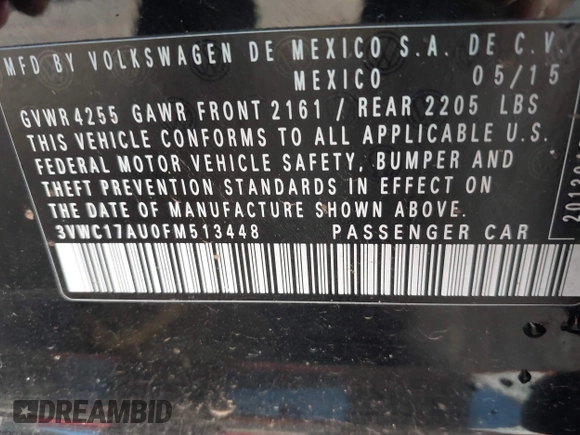 MFD BY VOLKSWAGEN DE MEXICO S.A. DE C.V.
MEXICO 05/15
GVWR 4255 GAWR FRONT 2161 / REAR 2205 LBS
THIS VEHICLE CONFORMS TO ALL APPLICABLE U.S.
FEDERAL MOTOR VEHICLE SAFETY, BUMPER AND
THEFT PREVENTION STANDARDS IN EFFECT ON
THE DATE OF MANUFACTURE SHOWN ABOVE.
3VWC17AU0FM513448 PASSENGER CAR
DREAMBID